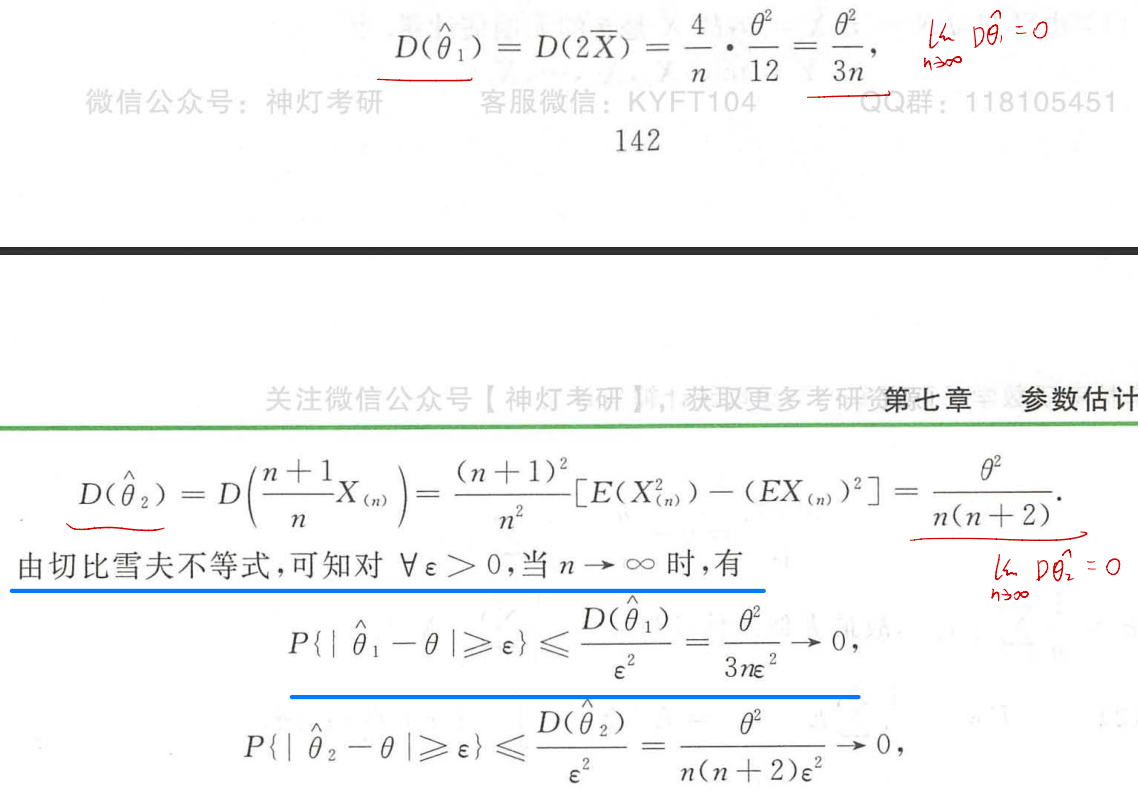 D(θ̂₁) = D(2X̄) = 4/n · θ²/12 = θ²/3n, lim n→∞ Dθ̂₁ = 0
微信公众号：神灯考研 客服微信：KYFT104 QQ群：118105451
142
关注微信公众号【神灯考研】，获取更多考研资源 第七章 参数估计
D(θ̂₂) = D((n+1)/n X₍ₙ₎) = (n+1)²/n² [E(X²₍ₙ₎) − (EX₍ₙ₎)²] = θ²/n(n+2).
由切比雪夫不等式,可知对 ∀ε > 0,当 n → ∞ 时,有
lim n→∞ Dθ̂₂ = 0
P{| θ̂₁ − θ | ≥ ε} ≤ D(θ̂₁)/ε² = θ²/3nε² → 0,
P{| θ̂₂ − θ | ≥ ε} ≤ D(θ̂₂)/ε² = θ²/n(n+2)ε² → 0,